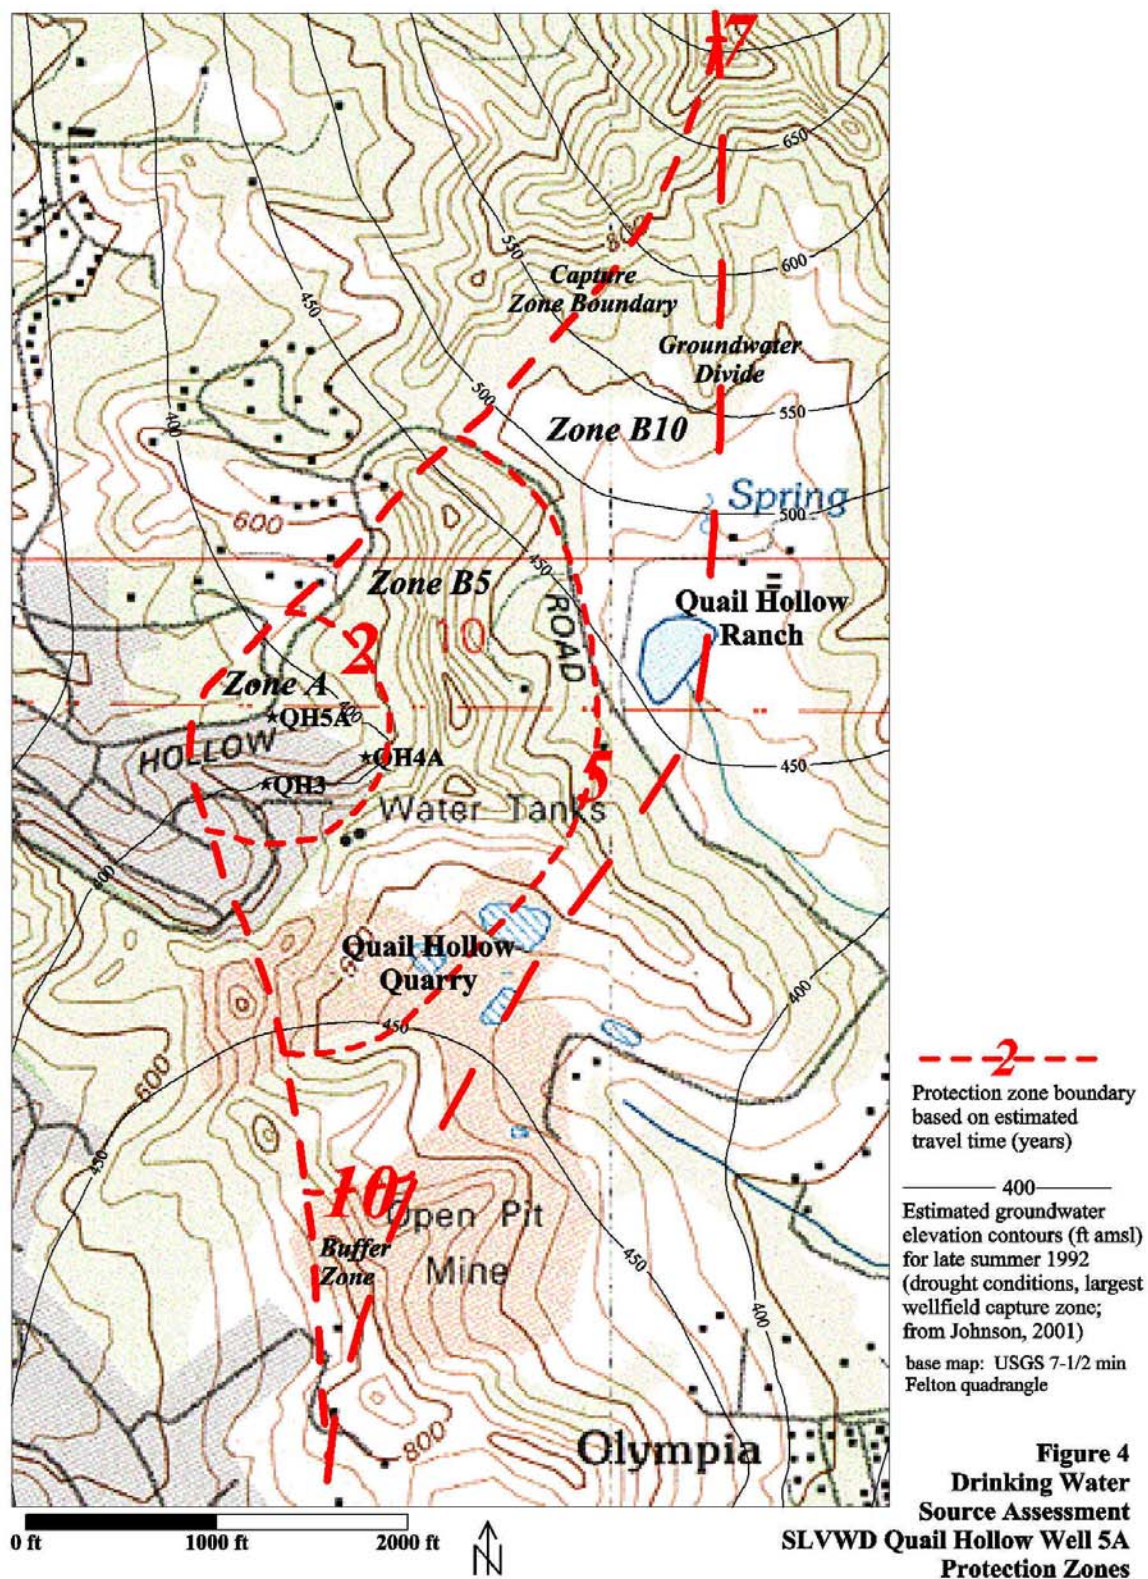 7
650
800
550
600
Capture
Zone Boundary
450
Groundwater
Divide
500
550
400
Zone B10
Spring
500
600
450
Zone B5
Quail Hollow
Ranch
ROAD
10
2
Zone A
400
QH5A
HOLLOW
QH4A
450
5
QH3
Water Tanks
400
Quail Hollow
Quarry
400
450
600
450
10
Open Pit
Mine
Buffer
Zone
450
400
800
Olympia
2
Protection zone boundary
based on estimated
travel time (years)
400
Estimated groundwater
elevation contours (ft amsl)
for late summer 1992
(drought conditions, largest
wellfield capture zone;
from Johnson, 2001)
base map: USGS 7-1/2 min
Felton quadrangle
0 ft
1000 ft
2000 ft
N
Figure 4
Drinking Water
Source Assessment
SLVWD Quail Hollow Well 5A
Protection Zones